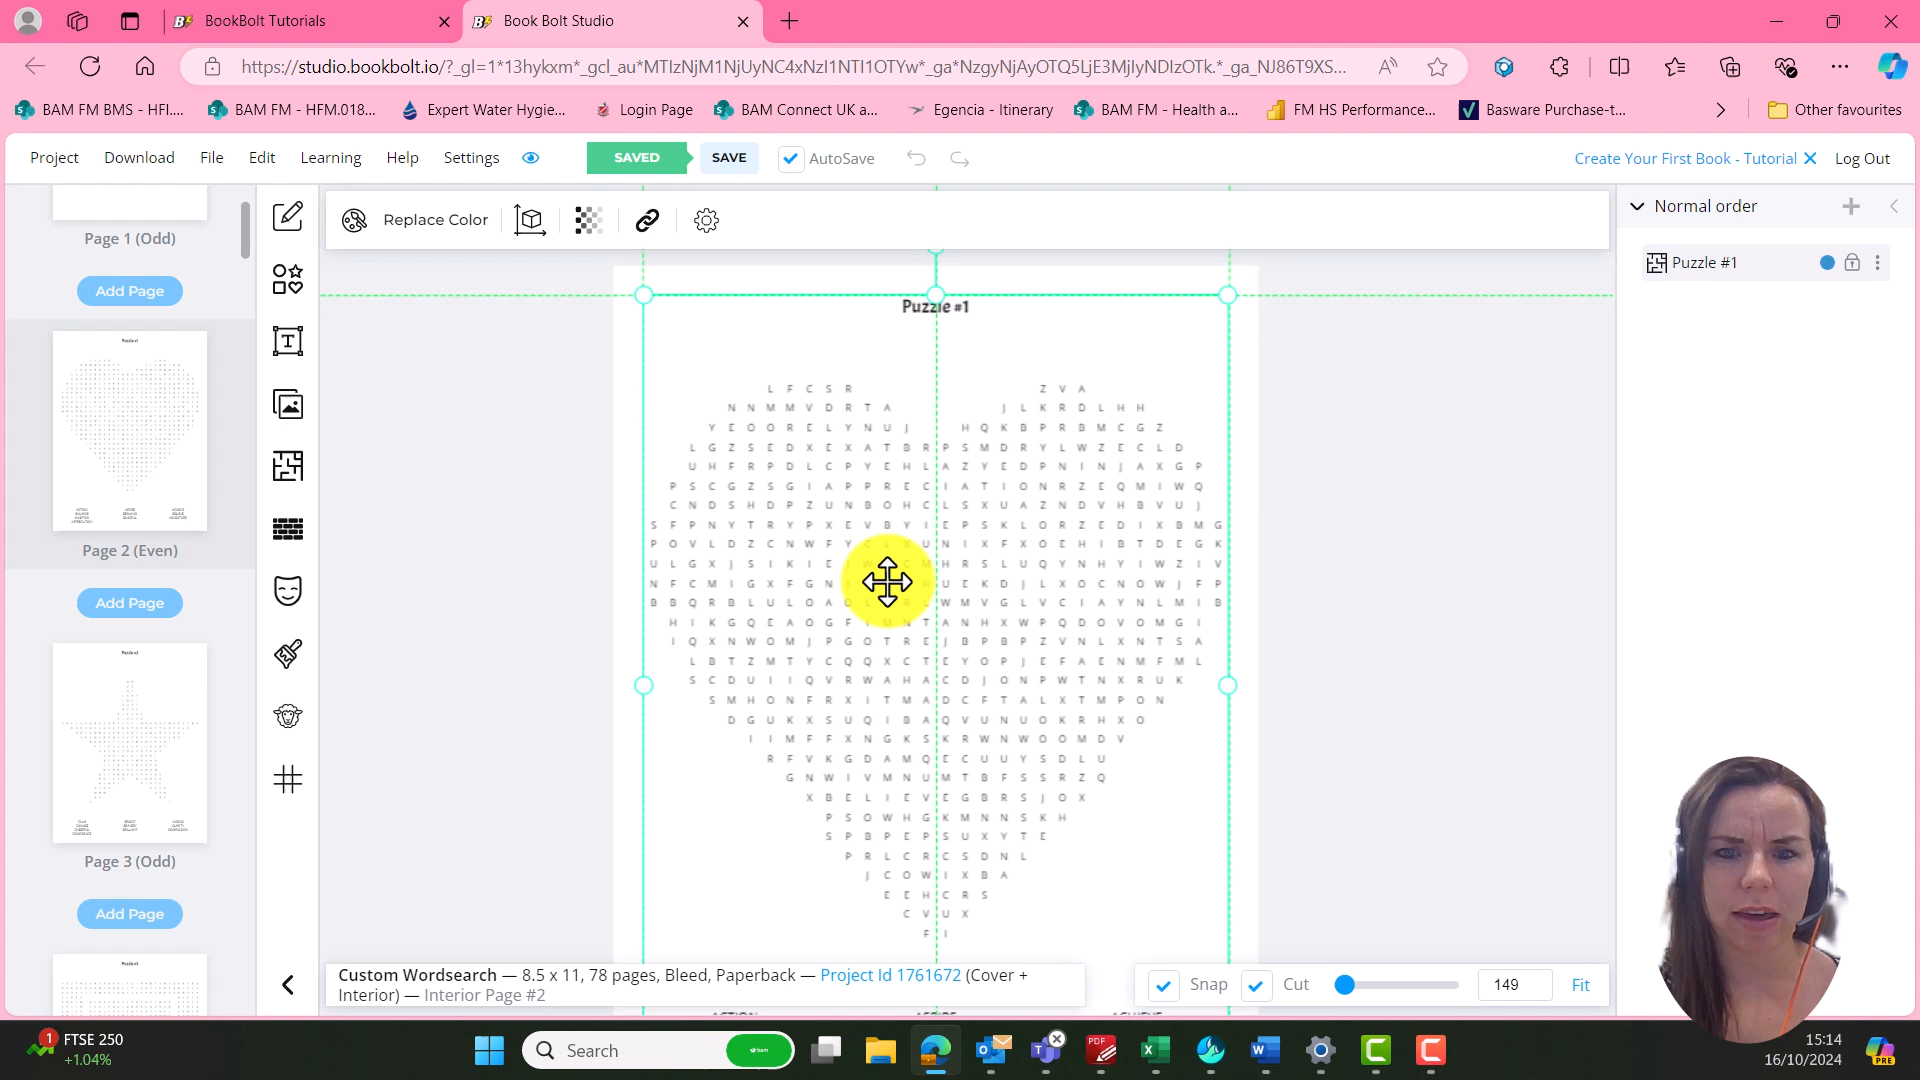 BookBolt Tutorials
Book Bolt Studio
https://studio.bookbolt.io/?_gl=1*13hykxm*_gcl_au*MTIzNjM1NjUyNC4xNzI1NTI1OTYw*_ga*NzgyNjAyOTQ5LjE3MjIyNDIzOTk.*_ga_NJ86T9XS...
BAM FM BMS - HFI....
BAM FM - HFM.018...
Expert Water Hygie...
Login Page
BAM Connect UK a...
Egencia - Itinerary
BAM FM - Health a...
FM HS Performance...
Basware Purchase-t...
Other favourites
Project
Download
File
Edit
Learning
Help
Settings
SAVED
SAVE
AutoSave
Create Your First Book - Tutorial
Log Out
Page 1 (Odd)
Add Page
Page 2 (Even)
Add Page
Page 3 (Odd)
Add Page
Replace Color
Normal order
Puzzle #1
Puzzle #1
L F C S R Z V A
N N M M V D R T A J L K R D L H H
Y E O O R E L Y N U J H Q K B P R B M C G Z
L G Z S E D X E X A T B R P S M D R Y L W Z E C L D
U H F R P D L C P Y E H L A Z Y E D P N I N J A X G P
P S C G Z S G I A P P R E C I A T I O N R Z E Q M I W Q
C N D S H D P Z U N B O H C L S X U A Z N D V H B V U J
S F P N Y T R Y P X E V B Y I E P S K L O R Z E D I X B M G
P O V L D Z C N W F Y C L X U N I X F X O E H I B T D E G K
U L G X J S I K I E
H R S L U Q Y N H Y I W Z I V
N F C M I G X F G N
U E K D J L X O C N O W J F P
B B Q R B L U L O A
W M V G L V C I A Y N L M I B
H I K G Q E A O G F I M N T A N H X W P Q D O V O M G I
I Q X N W O M J P G O T R E J B P B P Z V N L X N T S A
L B T Z M T Y C Q Q X C T E Y O P J E F A E N M F M L
S C D U I I Q V R W A H A C D J O N P W T N X R U K
S M H O N F R X I T M A D C F T A L X T M P O N
D G U K X S U Q I B A Q V U N U O K R H X O
I I M F F X N G K S K R W N W O O M D V
R F V K G D A M Q E C U U Y S D L U
G N W I V M N U M T B F S S R Z Q
X B E L I E V E G B R S J O X
P S O W H G K M N N S K H
S P B P E P S U X Y T E
P R L C R C S D N L
J C O W I X B A
E E H C R S
C V U X
F I
Custom Wordsearch — 8.5 x 11, 78 pages, Bleed, Paperback — Project Id 1761672 (Cover +
Interior) — Interior Page #2
Snap
Cut
149
Fit
FTSE 250
+1.04%
1
Search
15:14
16/10/2024